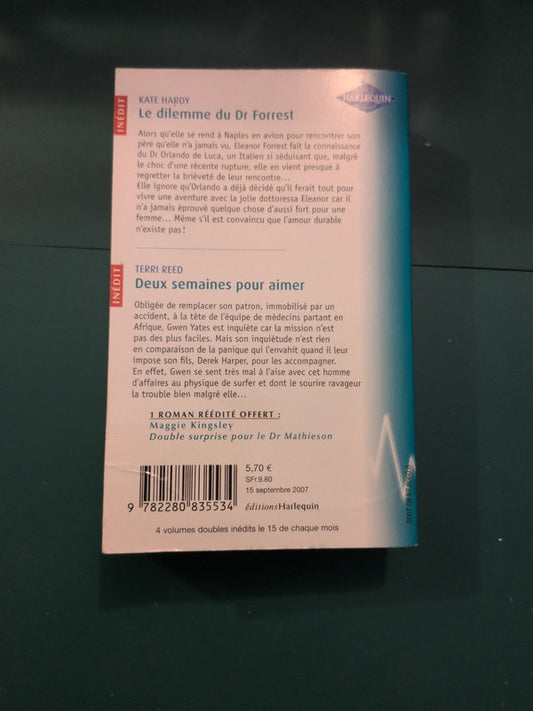 HARLEQUIN
INÉDIT
KATE HARDY
Le dilemme du Dr Forrest
Alors qu'elle se rend à Naples en avion pour rencontrer son
père qu'elle n'a jamais vu, Eleanor Forrest fait la connaissance
du Dr Orlando de Luca, un Italien si séduisant que, malgré
le choc d'une récente rupture, elle en vient presque à
regretter la brièveté de leur rencontre...
Elle ignore qu'Orlando a déjà décidé qu'il ferait tout pour
vivre une aventure avec la jolie dottoressa Eleanor car il
n'a jamais éprouvé quelque chose d'aussi fort pour une
femme... Même s'il est convaincu que l'amour durable
n'existe pas !
INÉDIT
TERRI REED
Deux semaines pour aimer
Obligée de remplacer son patron, immobilisé par un
accident, à la tête de l'équipe de médecins partant en
Afrique, Gwen Yates est inquiète car la mission n'est
pas des plus faciles. Mais son inquiétude n'est rien
en comparaison de la panique qui l'envahit quand il leur
impose son fils, Derek Harper, pour les accompagner.
En effet, Gwen se sent très mal à l'aise avec cet homme
d'affaires au physique de surfer et dont le sourire ravageur
la trouble bien malgré elle...
1 ROMAN RÉÉDITÉ OFFERT :
Maggie Kingsley
Double surprise pour le Dr Mathieson
5,70 €
SFr.9.80
15 septembre 2007
9 782280 835534
éditionsHarlequin
4 volumes doubles inédits le 15 de chaque mois